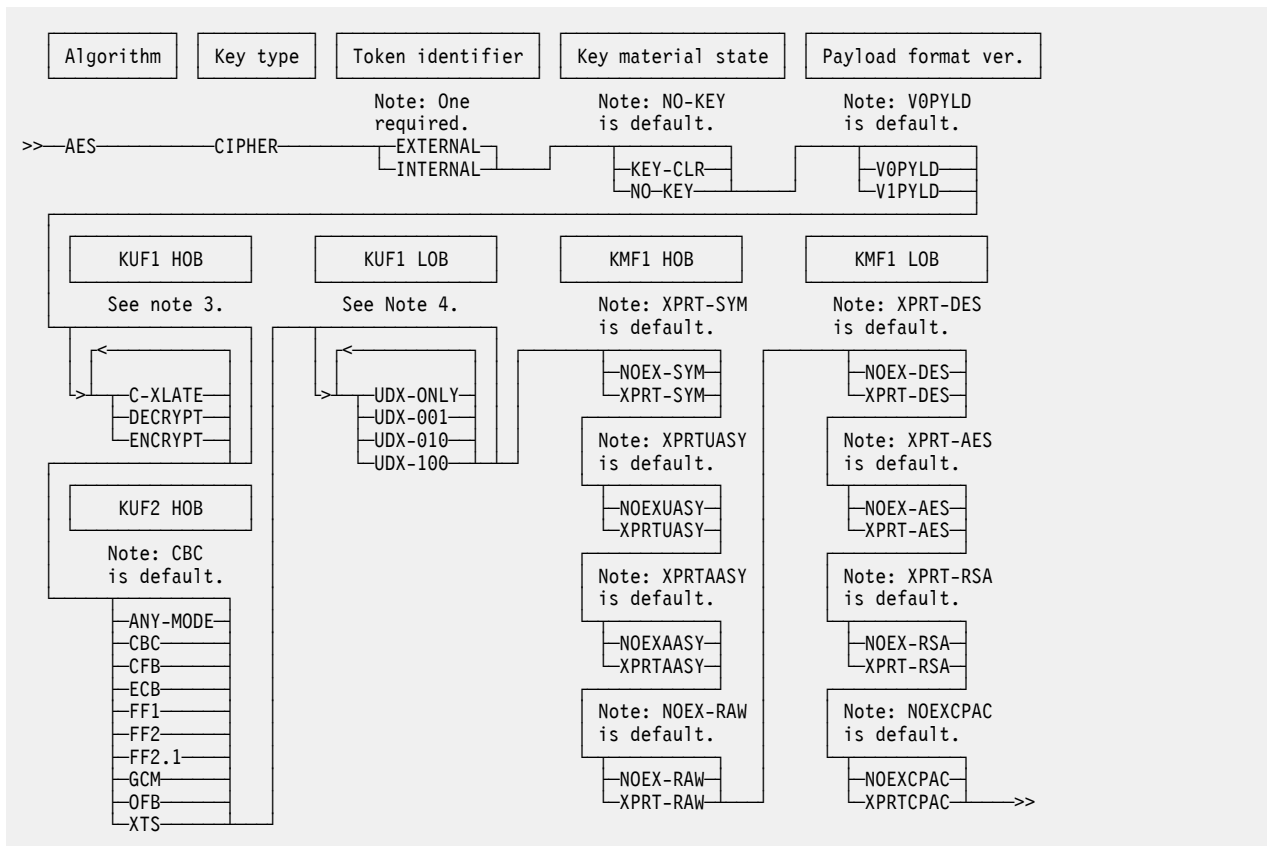 Algorithm Key type Token identifier Key material state Payload format ver.
Note: One required.
Note: NO-KEY is default.
Note: V0PYLD is default.
>>—AES CIPHER EXTERNAL
INTERNAL
KEY-CLR
NO-KEY
V0PYLD
V1PYLD
KUF1 HOB
See note 3.
C-XLATE
DECRYPT
ENCRYPT
KUF2 HOB
Note: CBC
is default.
ANY-MODE
CBC
CFB
ECB
FF1
FF2
FF2.1
GCM
OFB
XTS
KUF1 LOB
See Note 4.
UDX-ONLY
UDX-001
UDX-010
UDX-100
KMF1 HOB
Note: XPRT-SYM
is default.
NOEX-SYM
XPRT-SYM
Note: XPRTUASY
is default.
NOEXUASY
XPRTUASY
Note: XPRTAASY
is default.
NOEXAASY
XPRTAASY
Note: NOEX-RAW
is default.
NOEX-RAW
XPRT-RAW
KMF1 LOB
Note: XPRT-DES
is default.
NOEX-DES
XPRT-DES
Note: XPRT-AES
is default.
NOEX-AES
XPRT-AES
Note: XPRT-RSA
is default.
NOEX-RSA
XPRT-RSA
Note: NOEXCPAC
is default.
NOEXCPAC
XPRTCPAC—>>